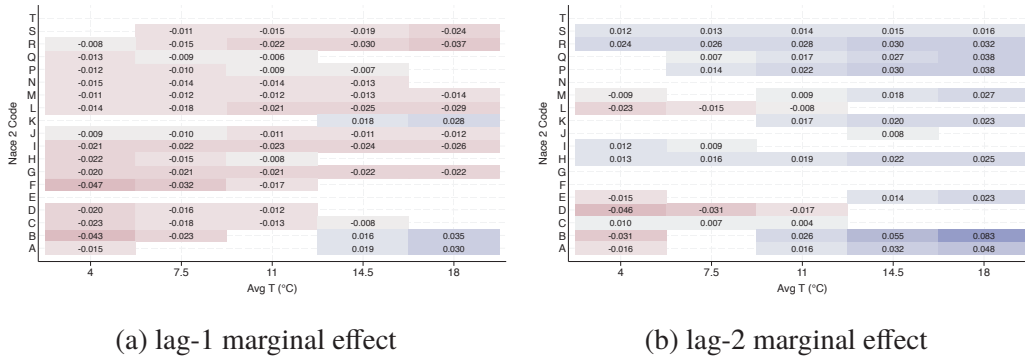 Nace 2 Code
T
S -0.011 -0.015 -0.019 -0.024
R -0.008 -0.015 -0.022 -0.030 -0.037
Q -0.013 -0.009 -0.006
P -0.012 -0.010 -0.009 -0.007
N -0.015 -0.014 -0.014 -0.013
M -0.011 -0.012 -0.012 -0.013 -0.014
L -0.014 -0.018 -0.021 -0.025 -0.029
K 0.018 0.028
J -0.009 -0.010 -0.011 -0.011 -0.012
I -0.021 -0.022 -0.023 -0.024 -0.026
H -0.022 -0.015 -0.008
G -0.020 -0.021 -0.021 -0.022 -0.022
F -0.047 -0.032 -0.017
E
D -0.020 -0.016 -0.012
C -0.023 -0.018 -0.013 -0.008
B -0.043 -0.023 0.016 0.035
A -0.015 0.019 0.030
4 7.5 11 14.5 18
Avg T (°C)
(a) lag-1 marginal effect
Nace 2 Code
T
S 0.012 0.013 0.014 0.015 0.016
R 0.024 0.026 0.028 0.030 0.032
Q 0.007 0.017 0.027 0.038
P 0.014 0.022 0.030 0.038
N
M -0.009 0.009 0.018 0.027
L -0.023 -0.015 -0.008
K 0.017 0.020 0.023
J 0.008
I 0.012 0.009
H 0.013 0.016 0.019 0.022 0.025
G
F
E -0.015 0.014 0.023
D -0.046 -0.031 -0.017
C 0.010 0.007 0.004
B -0.031 0.026 0.055 0.083
A -0.016 0.016 0.032 0.048
4 7.5 11 14.5 18
Avg T (°C)
(b) lag-2 marginal effect